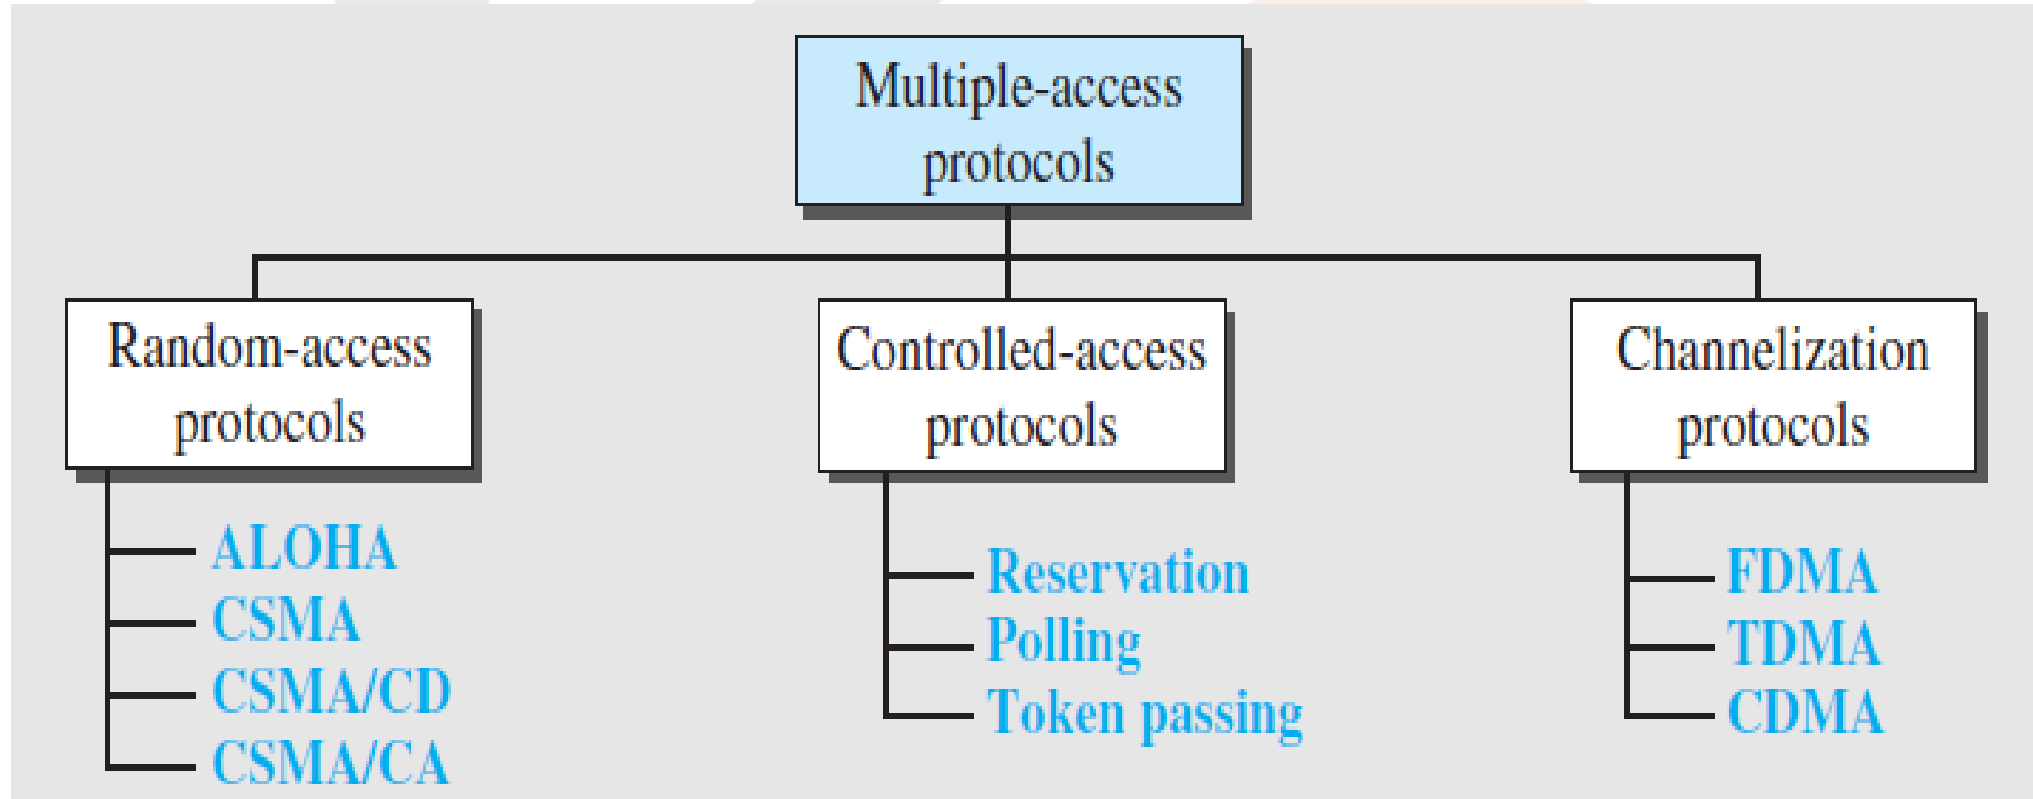 Multiple-access
protocols
Random-access
protocols
ALOHA
CSMA
CSMA/CD
CSMA/CA
Controlled-access
protocols
Reservation
Polling
Token passing
Channelization
protocols
FDMA
TDMA
CDMA